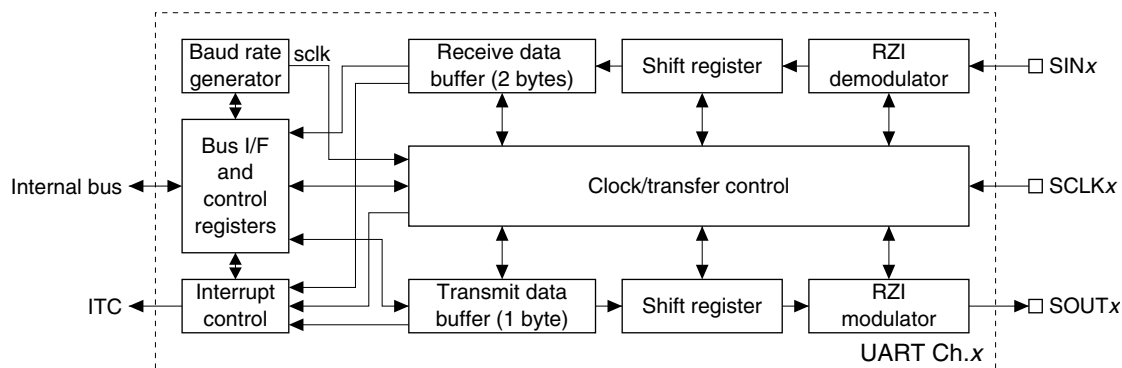 Baud rate
generator
sclk
Receive data
buffer (2 bytes)
Shift register
RZI
demodulator
SINx
Internal bus
Bus I/F
and
control
registers
Clock/transfer control
SCLKx
ITC
Interrupt
control
Transmit data
buffer (1 byte)
Shift register
RZI
modulator
SOUTx
UART Ch.x